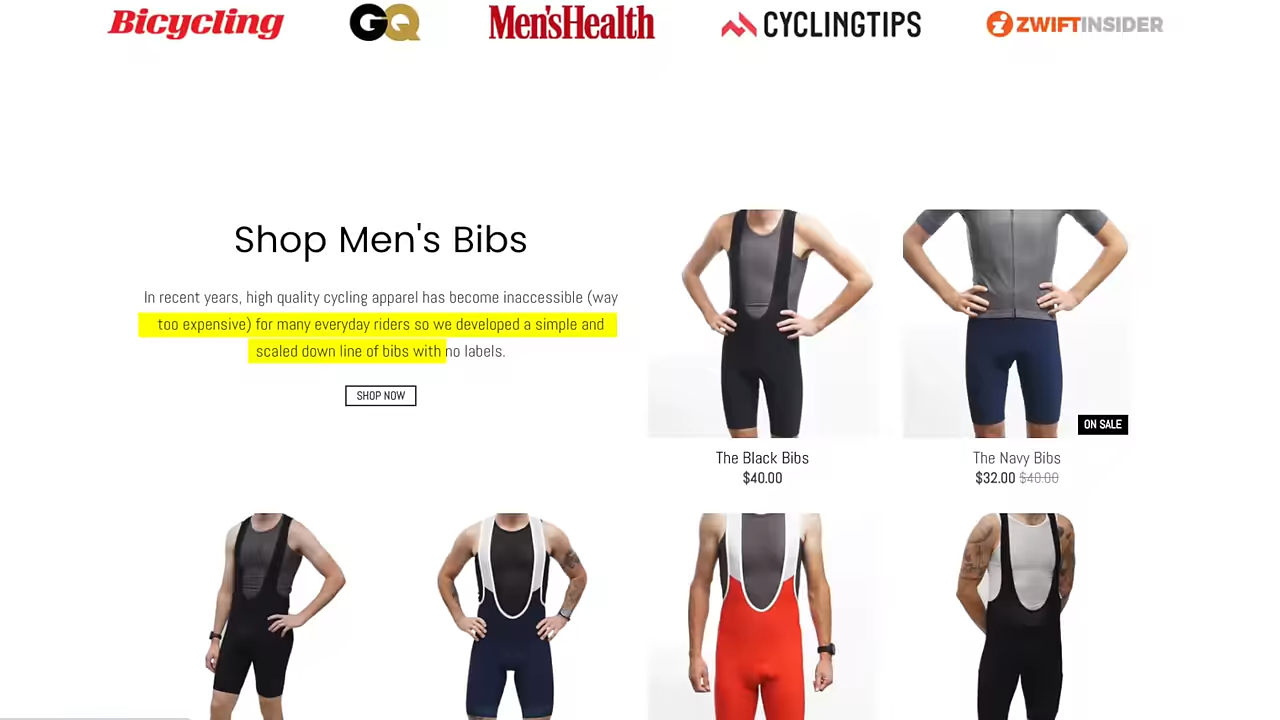 Bicycling
GQ
Men'sHealth
CYCLINGTIPS
ZWIFTINSIDER
Shop Men's Bibs
In recent years, high quality cycling apparel has become inaccessible (way
too expensive) for many everyday riders so we developed a simple and
scaled down line of bibs with no labels.
SHOP NOW
ON SALE
The Black Bibs
$40.00
The Navy Bibs
$32.00 $40.00